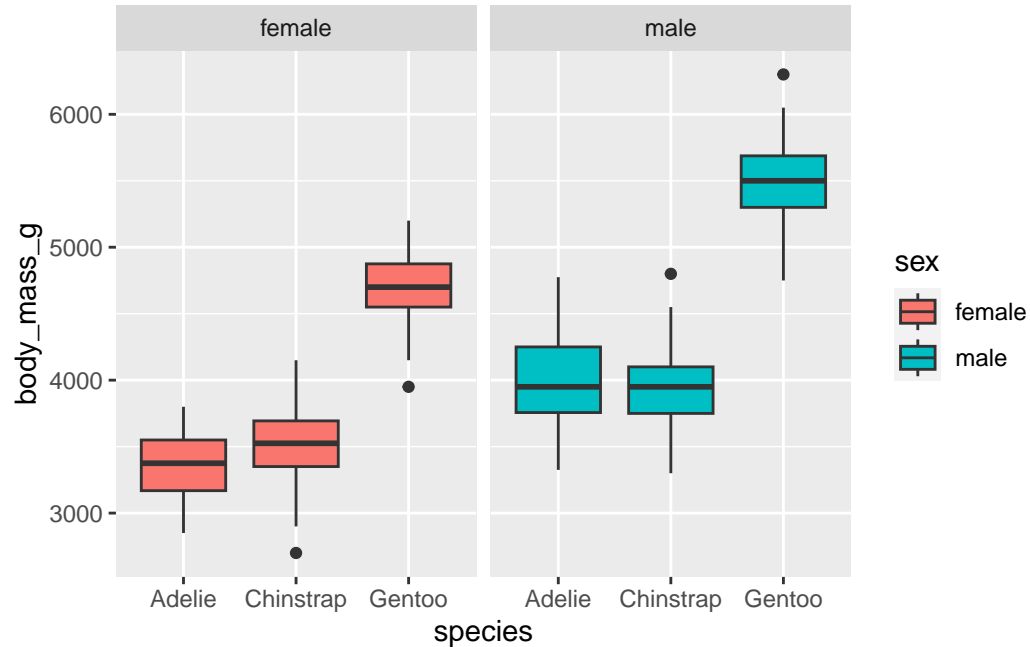 female male
6000
5000
4000
3000
body_mass_g
Adelie Chinstrap Gentoo Adelie Chinstrap Gentoo
species
sex
female
male